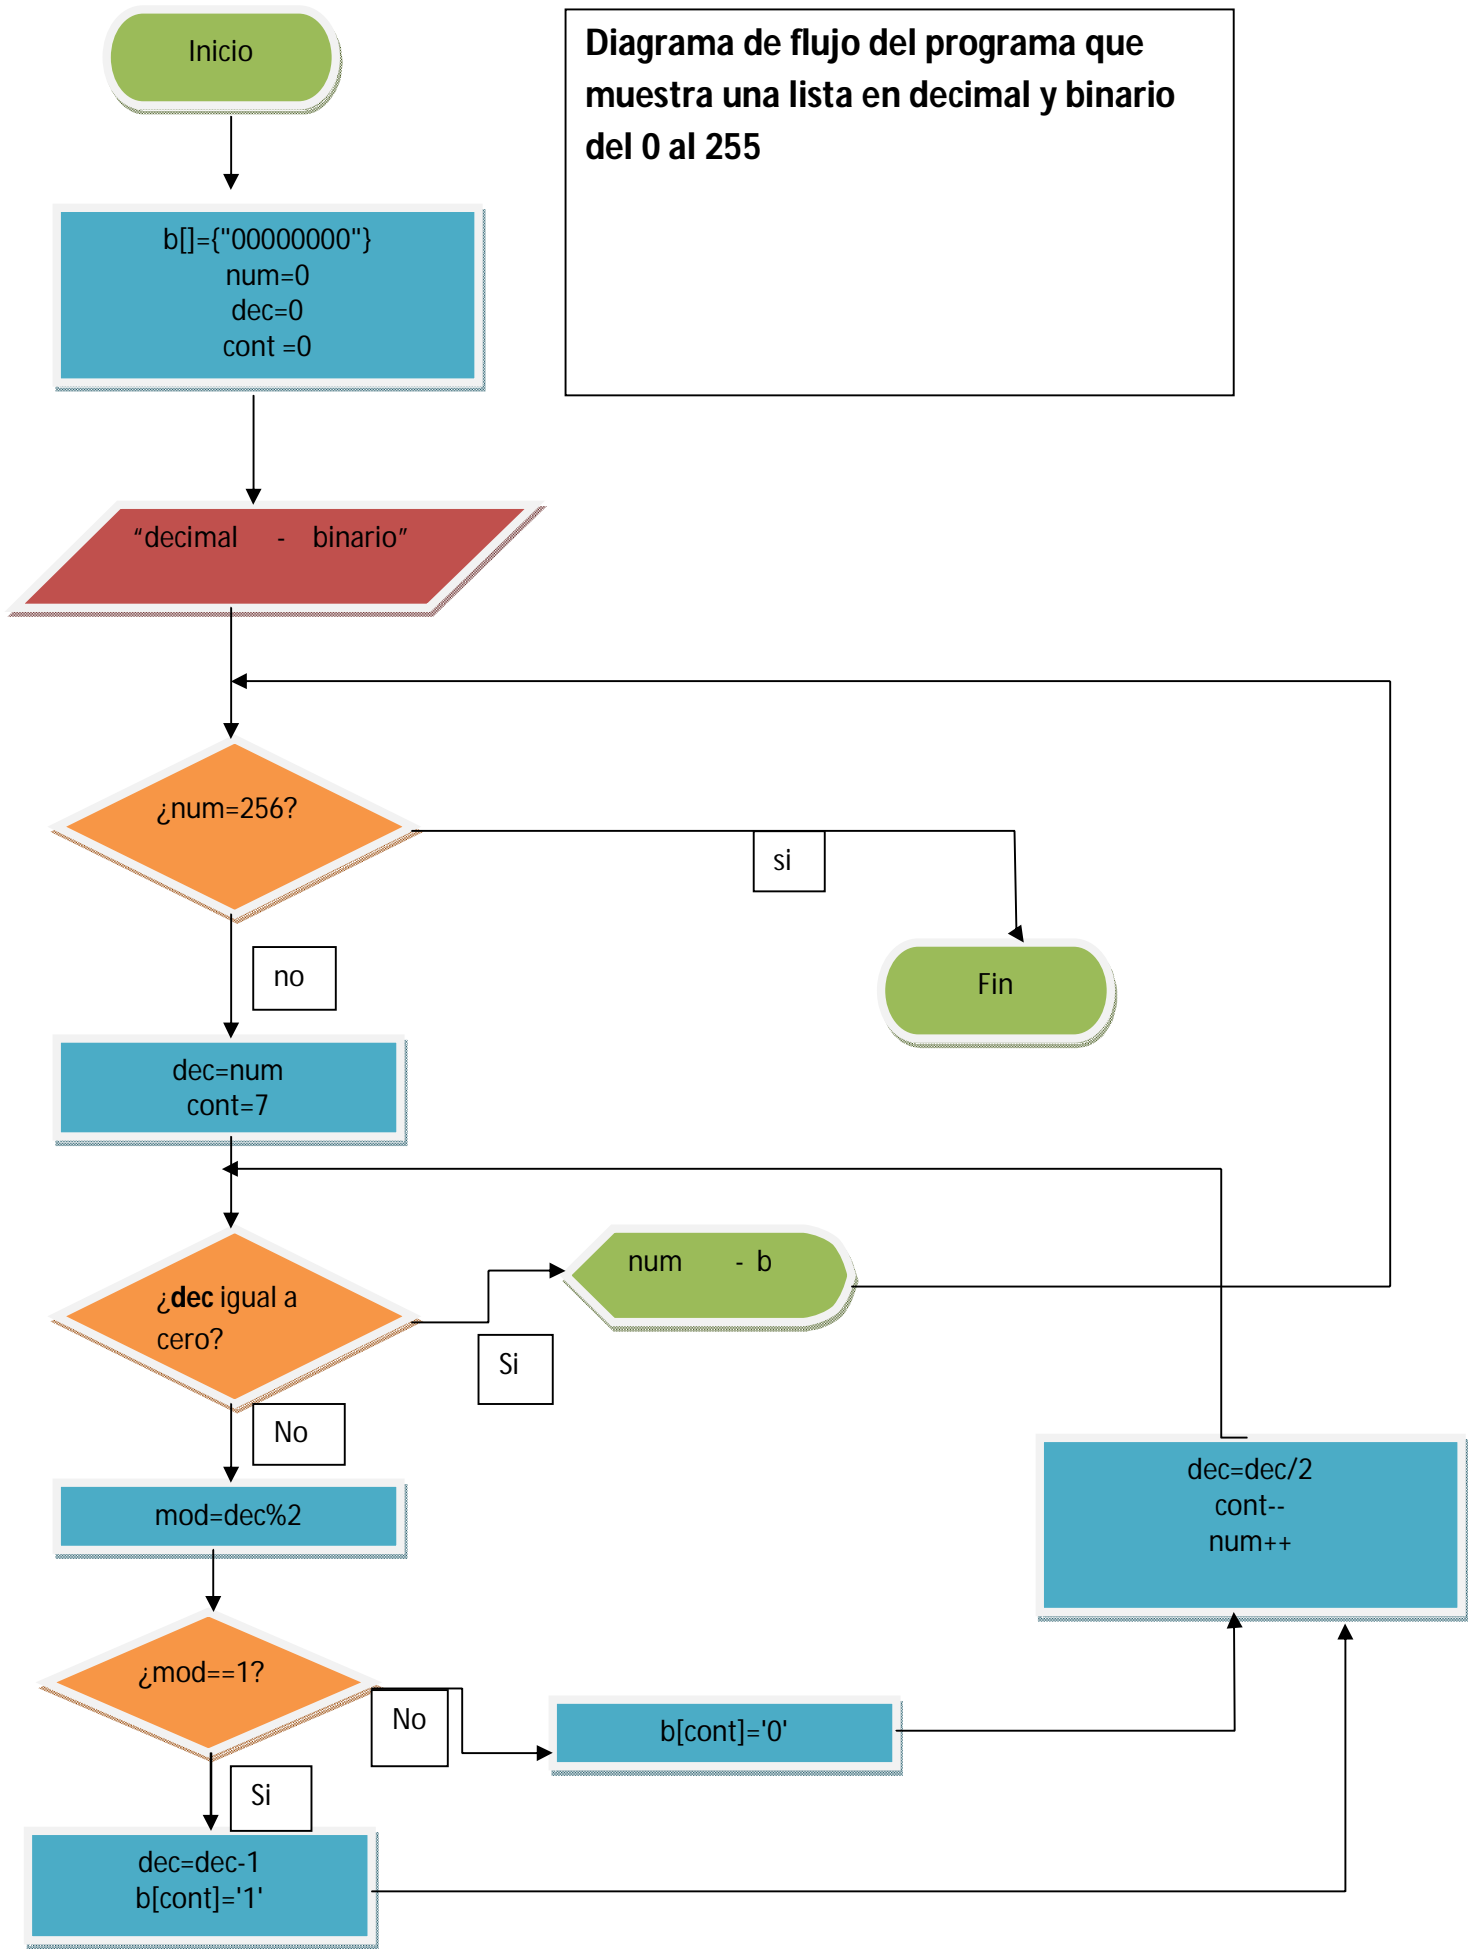 Inicio
Diagrama de flujo del programa que
muestra una lista en decimal y binario
del 0 al 255
b[]={"00000000"}
num=0
dec=0
cont =0
“decimal - binario”
¿num=256?
si
no
Fin
dec=num
cont=7
¿dec igual a
cero?
num - b
Si
No
mod=dec%2
dec=dec/2
cont--
num++
¿mod==1?
No
b[cont]='0'
Si
dec=dec-1
b[cont]='1'